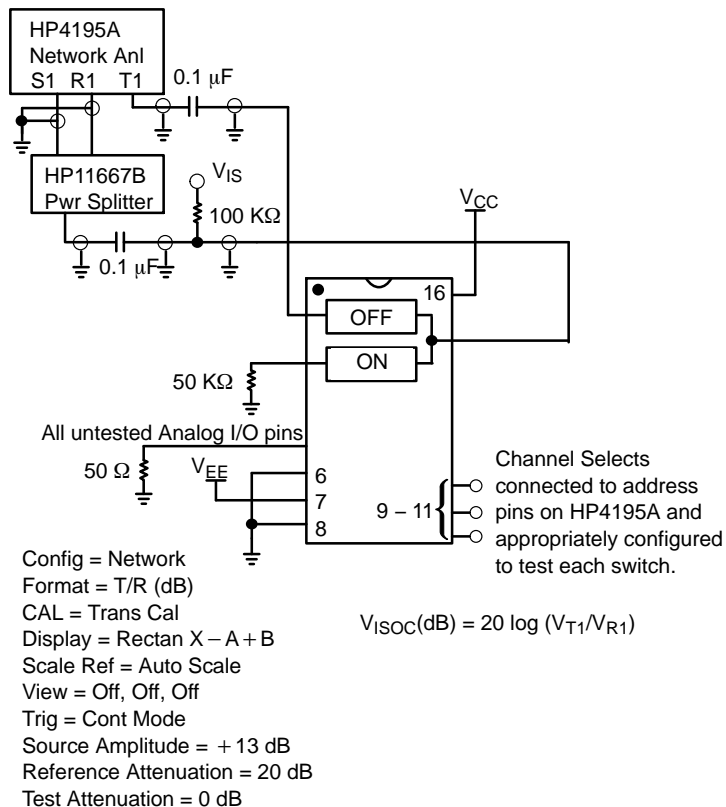 HP4195A
Network Anl
S1 R1 T1
0.1 μF
HP11667B
Pwr Splitter
VIS
100 KΩ
VCC
0.1 μF
16
OFF
ON
50 KΩ
All untested Analog I/O pins
50 Ω
VEE
6
7
8
9 – 11
Channel Selects
connected to address
pins on HP4195A and
appropriately configured
to test each switch.
Config = Network
Format = T/R (dB)
CAL = Trans Cal
Display = Rectan X – A + B
Scale Ref = Auto Scale
View = Off, Off, Off
Trig = Cont Mode
Source Amplitude = + 13 dB
Reference Attenuation = 20 dB
Test Attenuation = 0 dB
VISOC(dB) = 20 log (VT1/VR1)